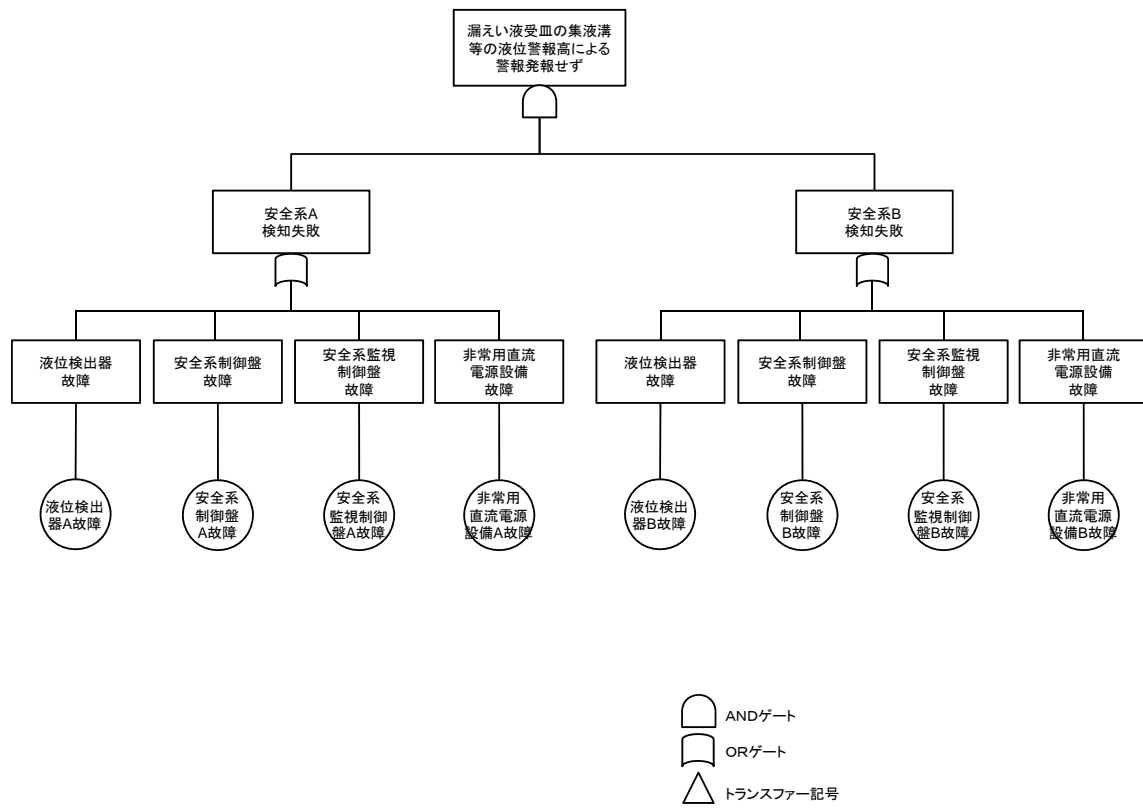 漏えい液受皿の集液溝
等の液位警報高による
警報発報せず
安全系A
検知失敗
安全系B
検知失敗
液位検出器
故障
安全系制御盤
故障
安全系監視
制御盤
故障
非常用直流
電源設備
故障
液位検出器
故障
安全系制御盤
故障
安全系監視
制御盤
故障
非常用直流
電源設備
故障
液位検出
器A故障
安全系
制御盤
A故障
安全系
監視制御
盤A故障
非常用
直流電源
設備A故障
液位検出
器B故障
安全系
制御盤
B故障
安全系
監視制御
盤B故障
非常用
直流電源
設備B故障
ANDゲート
ORゲート
トランスファー記号